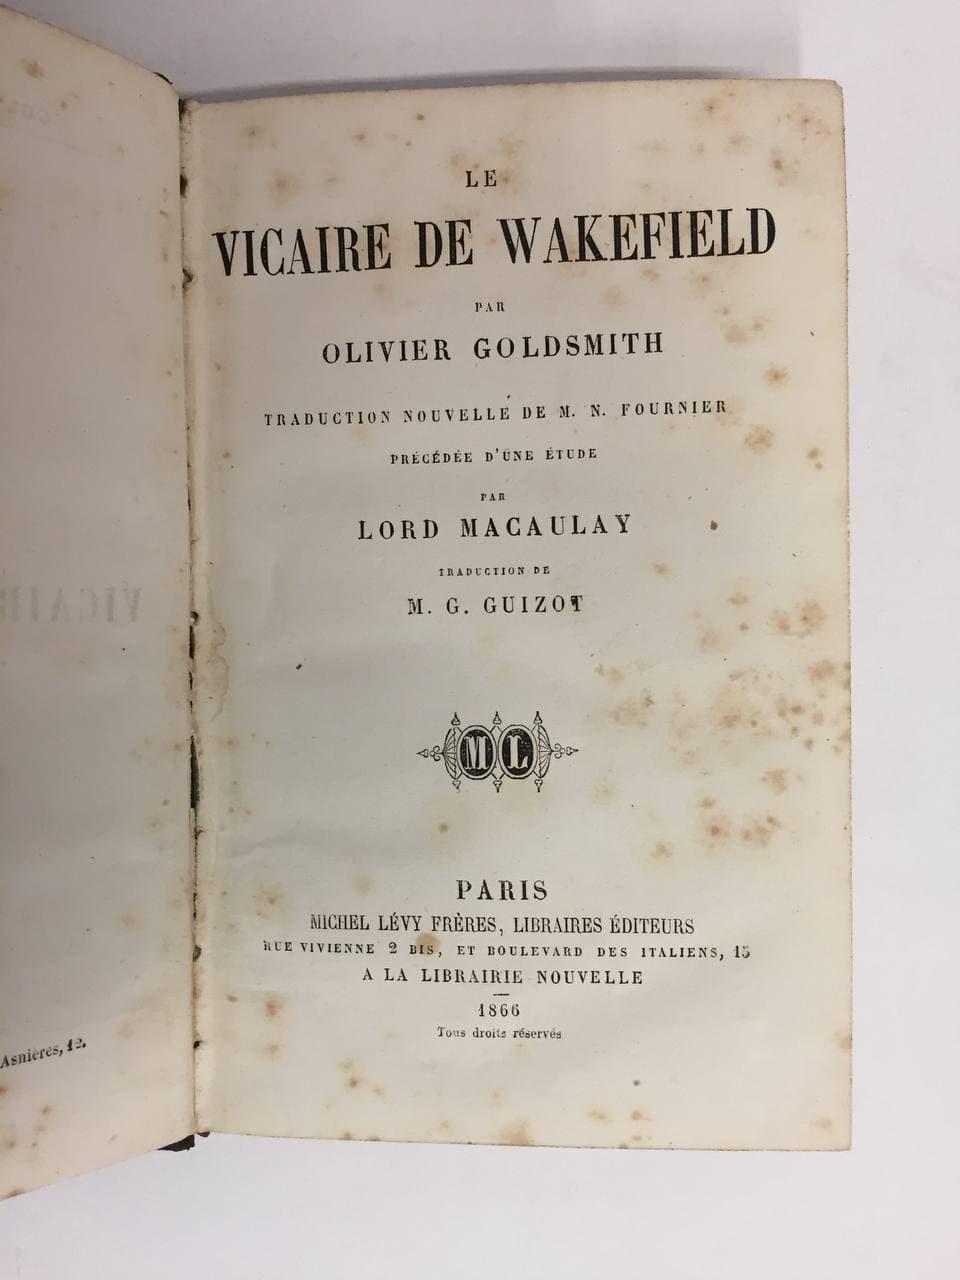 LE
VICAIRE DE WAKEFIELD
PAR
OLIVIER GOLDSMITH
TRADUCTION NOUVELLE DE M. N. FOURNIER
PRÉCÉDÉE D'UNE ÉTUDE
PAR
LORD MACAULAY
TRADUCTION DE
M. G. GUIZOT
ML
PARIS
MICHEL LÉVY FRÈRES, LIBRAIRES ÉDITEURS
RUE VIVIENNE 2 BIS, ET BOULEVARD DES ITALIENS, 15
A LA LIBRAIRIE NOUVELLE
1866
Tous droits réservés
Asnières, 12.